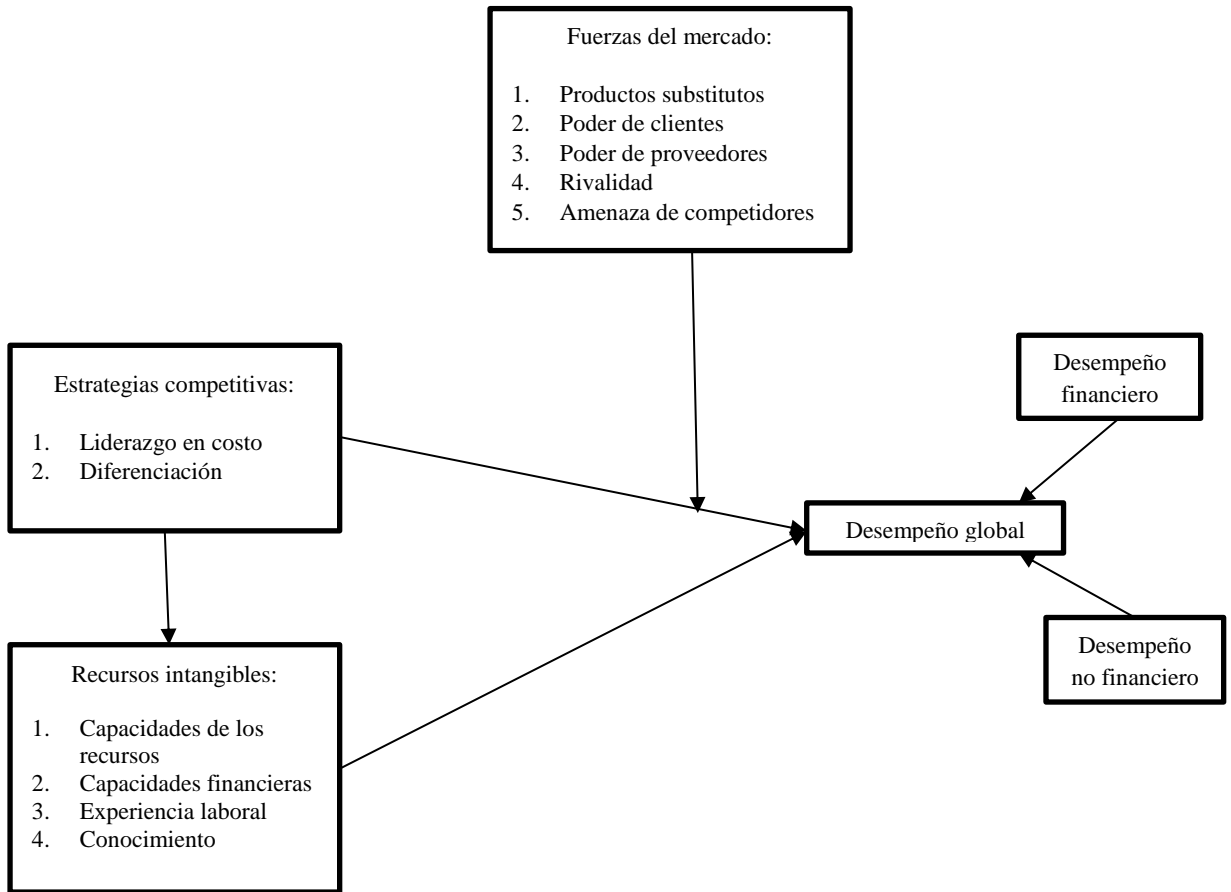 Fuerzas del mercado:
1. Productos substitutos
2. Poder de clientes
3. Poder de proveedores
4. Rivalidad
5. Amenaza de competidores
Estrategias competitivas:
1. Liderazgo en costo
2. Diferenciación
Desempeño
financiero
Desempeño global
Desempeño
no financiero
Recursos intangibles:
1. Capacidades de los
recursos
2. Capacidades financieras
3. Experiencia laboral
4. Conocimiento